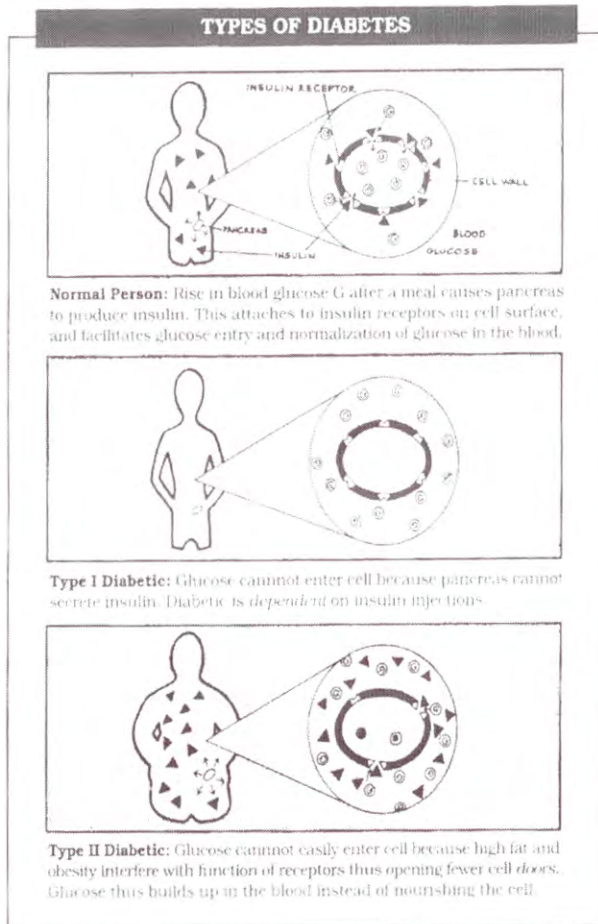 TYPES OF DIABETES
INSULIN RECEPTOR
CELL WALL
PANCREAS
BLOOD
GLUCOSE
INSULIN
Normal Person: Rise in blood glucose G after a meal causes pancreas
to produce insulin. This attaches to insulin receptors on cell surface,
and facilitates glucose entry and normalization of glucose in the blood.
Type I Diabetic: Glucose cannnot enter cell because pancreas cannot
secrete insulin. Diabetic is dependent on insulin injections.
Type II Diabetic: Glucose cannnot easily enter cell because high fat and
obesity interfere with function of receptors thus opening fewer cell doors.
Glucose thus builds up in the blood instead of nourishing the cell.